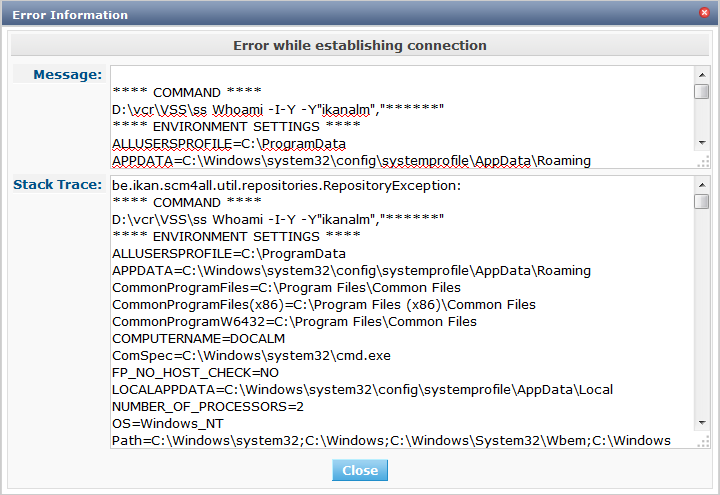 Error Information
Error while establishing connection
Message:
**** COMMAND ****
D:\vcr\VSS\ss Whoami -I-Y -Y"ikanalm","******"
**** ENVIRONMENT SETTINGS ****
ALLUSERSPROFILE=C:\ProgramData
APPDATA=C:\Windows\system32\config\systemprofile\AppData\Roaming
Stack Trace:
be.ikan.scm4all.util.repositories.RepositoryException:
**** COMMAND ****
D:\vcr\VSS\ss Whoami -I-Y -Y"ikanalm","******"
**** ENVIRONMENT SETTINGS ****
ALLUSERSPROFILE=C:\ProgramData
APPDATA=C:\Windows\system32\config\systemprofile\AppData\Roaming
CommonProgramFiles=C:\Program Files\Common Files
CommonProgramFiles(x86)=C:\Program Files (x86)\Common Files
CommonProgramW6432=C:\Program Files\Common Files
COMPUTERNAME=DOCALM
ComSpec=C:\Windows\system32\cmd.exe
FP_NO_HOST_CHECK=NO
LOCALAPPDATA=C:\Windows\system32\config\systemprofile\AppData\Local
NUMBER_OF_PROCESSORS=2
OS=Windows_NT
Path=C:\Windows\system32;C:\Windows;C:\Windows\System32\Wbem;C:\Windows
Close